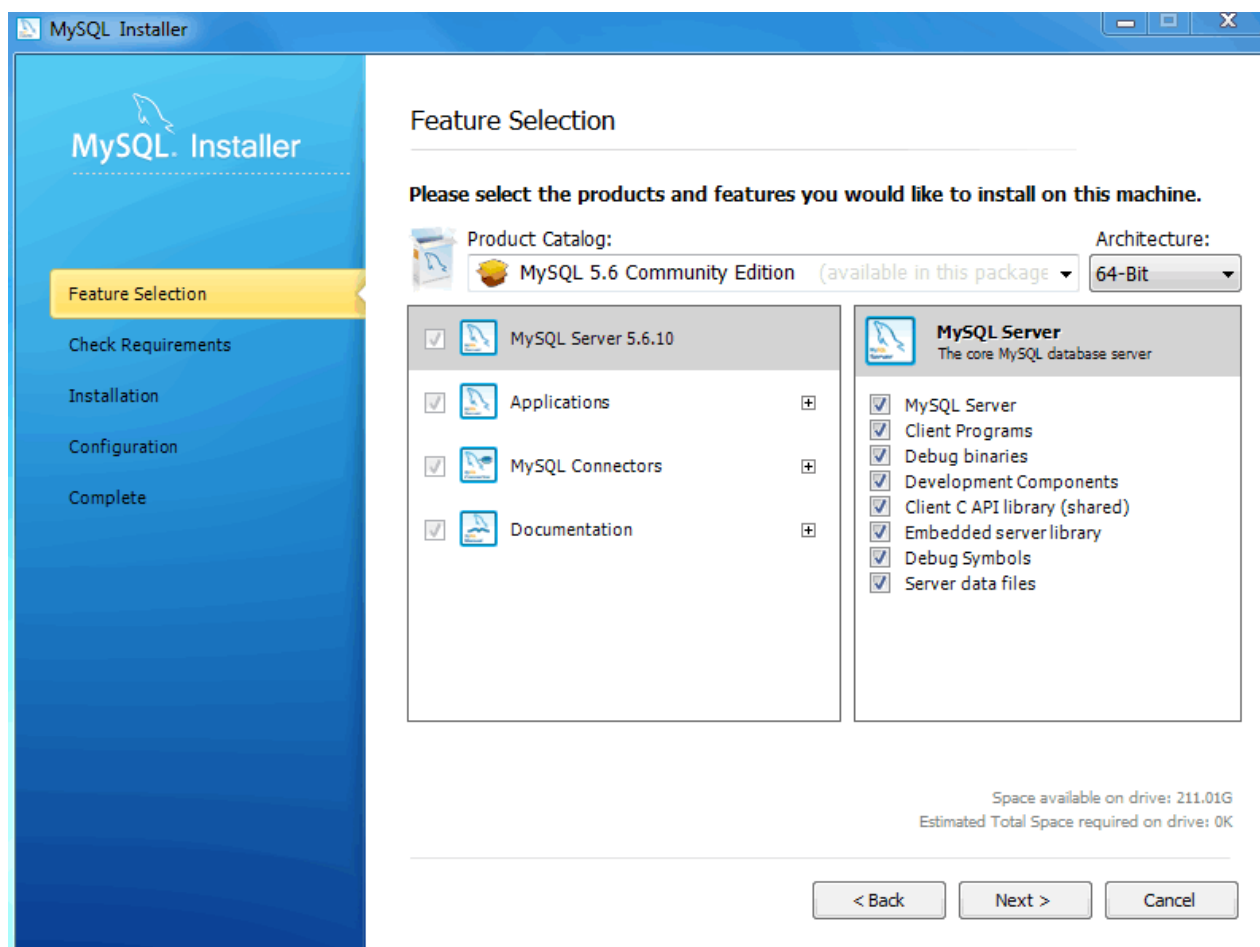 MySQL Installer
MySQL. Installer
Feature Selection
Check Requirements
Installation
Configuration
Complete
Feature Selection
Please select the products and features you would like to install on this machine.
Product Catalog:
Architecture:
MySQL 5.6 Community Edition (available in this package
64-Bit
MySQL Server 5.6.10
Applications
MySQL Connectors
Documentation
MySQL Server
The core MySQL database server
MySQL Server
Client Programs
Debug binaries
Development Components
Client C API library (shared)
Embedded server library
Debug Symbols
Server data files
Space available on drive: 211.01G
Estimated Total Space required on drive: 0K
< Back
Next >
Cancel